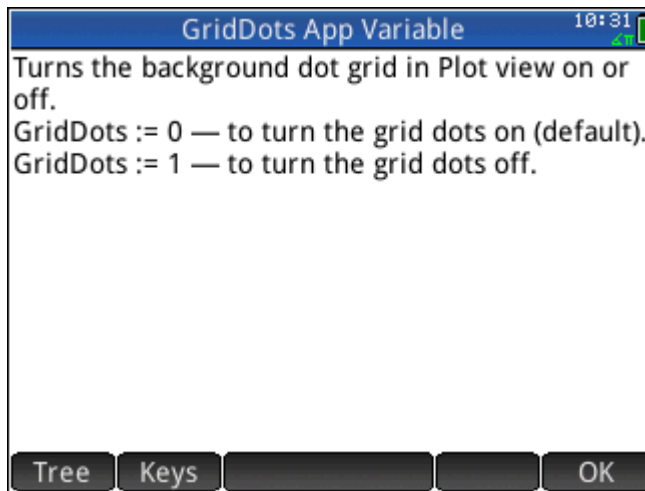 GridDots App Variable
10:31
∡π
Turns the background dot grid in Plot view on or
off.
GridDots := 0 — to turn the grid dots on (default).
GridDots := 1 — to turn the grid dots off.
Tree
Keys
OK